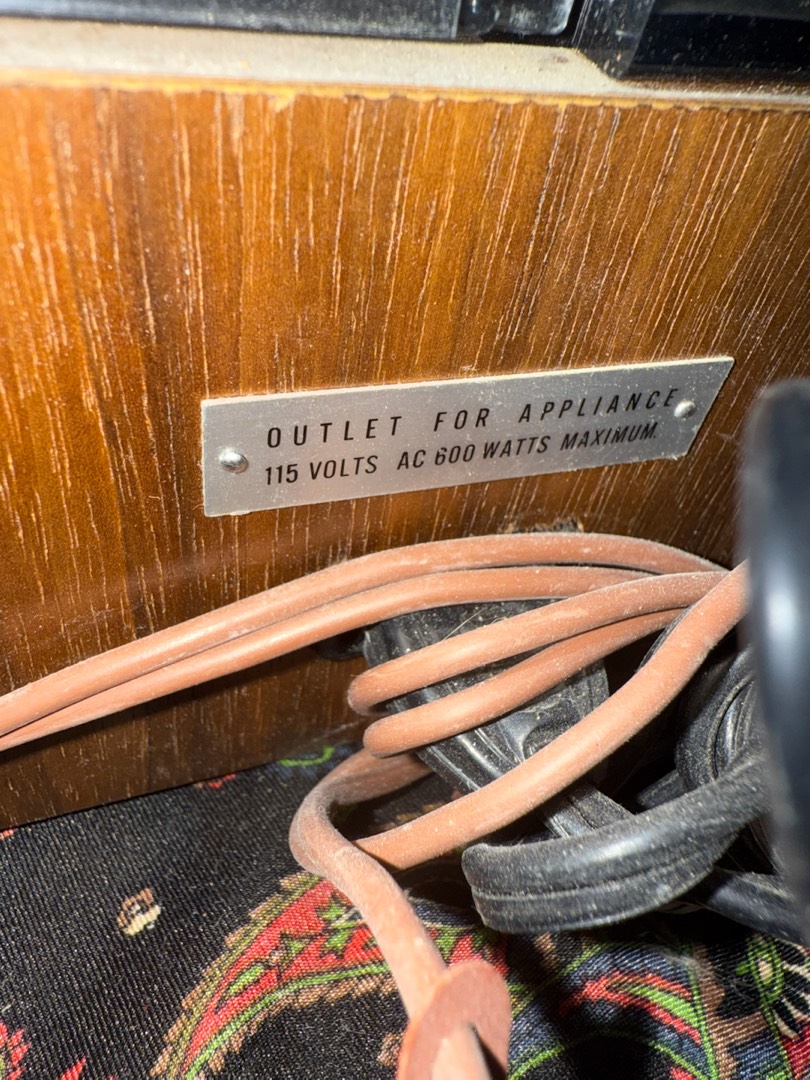 OUTLET FOR APPLIANCE
115 VOLTS AC 600 WATTS MAXIMUM.